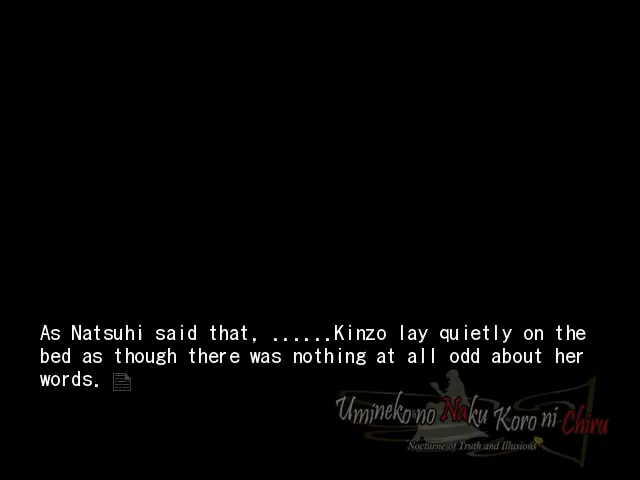 As Natsuhi said that, ......Kinzo lay quietly on the
bed as though there was nothing at all odd about her
words.
Umineko no Naku Koro ni Chiru
Nocturne of Truth and Illusions